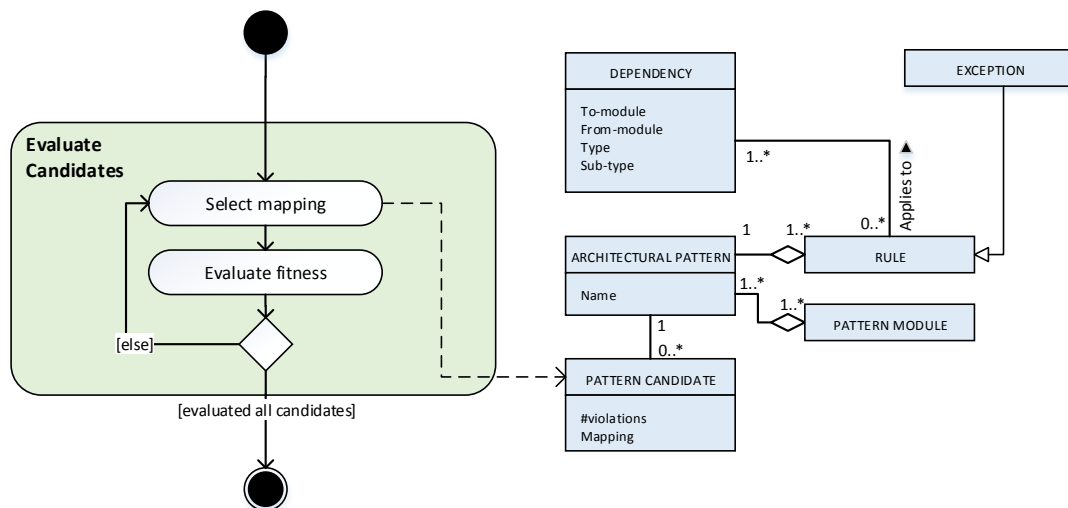 Evaluate
Candidates
Select mapping
Evaluate fitness
[else]
[evaluated all candidates]
DEPENDENCY
To-module
From-module
Type
Sub-type
EXCEPTION
1..*
Applies to
0..*
1
1..*
ARCHITECTURAL PATTERN
RULE
Name
1..*
1..*
PATTERN MODULE
1
0..*
PATTERN CANDIDATE
#violations
Mapping